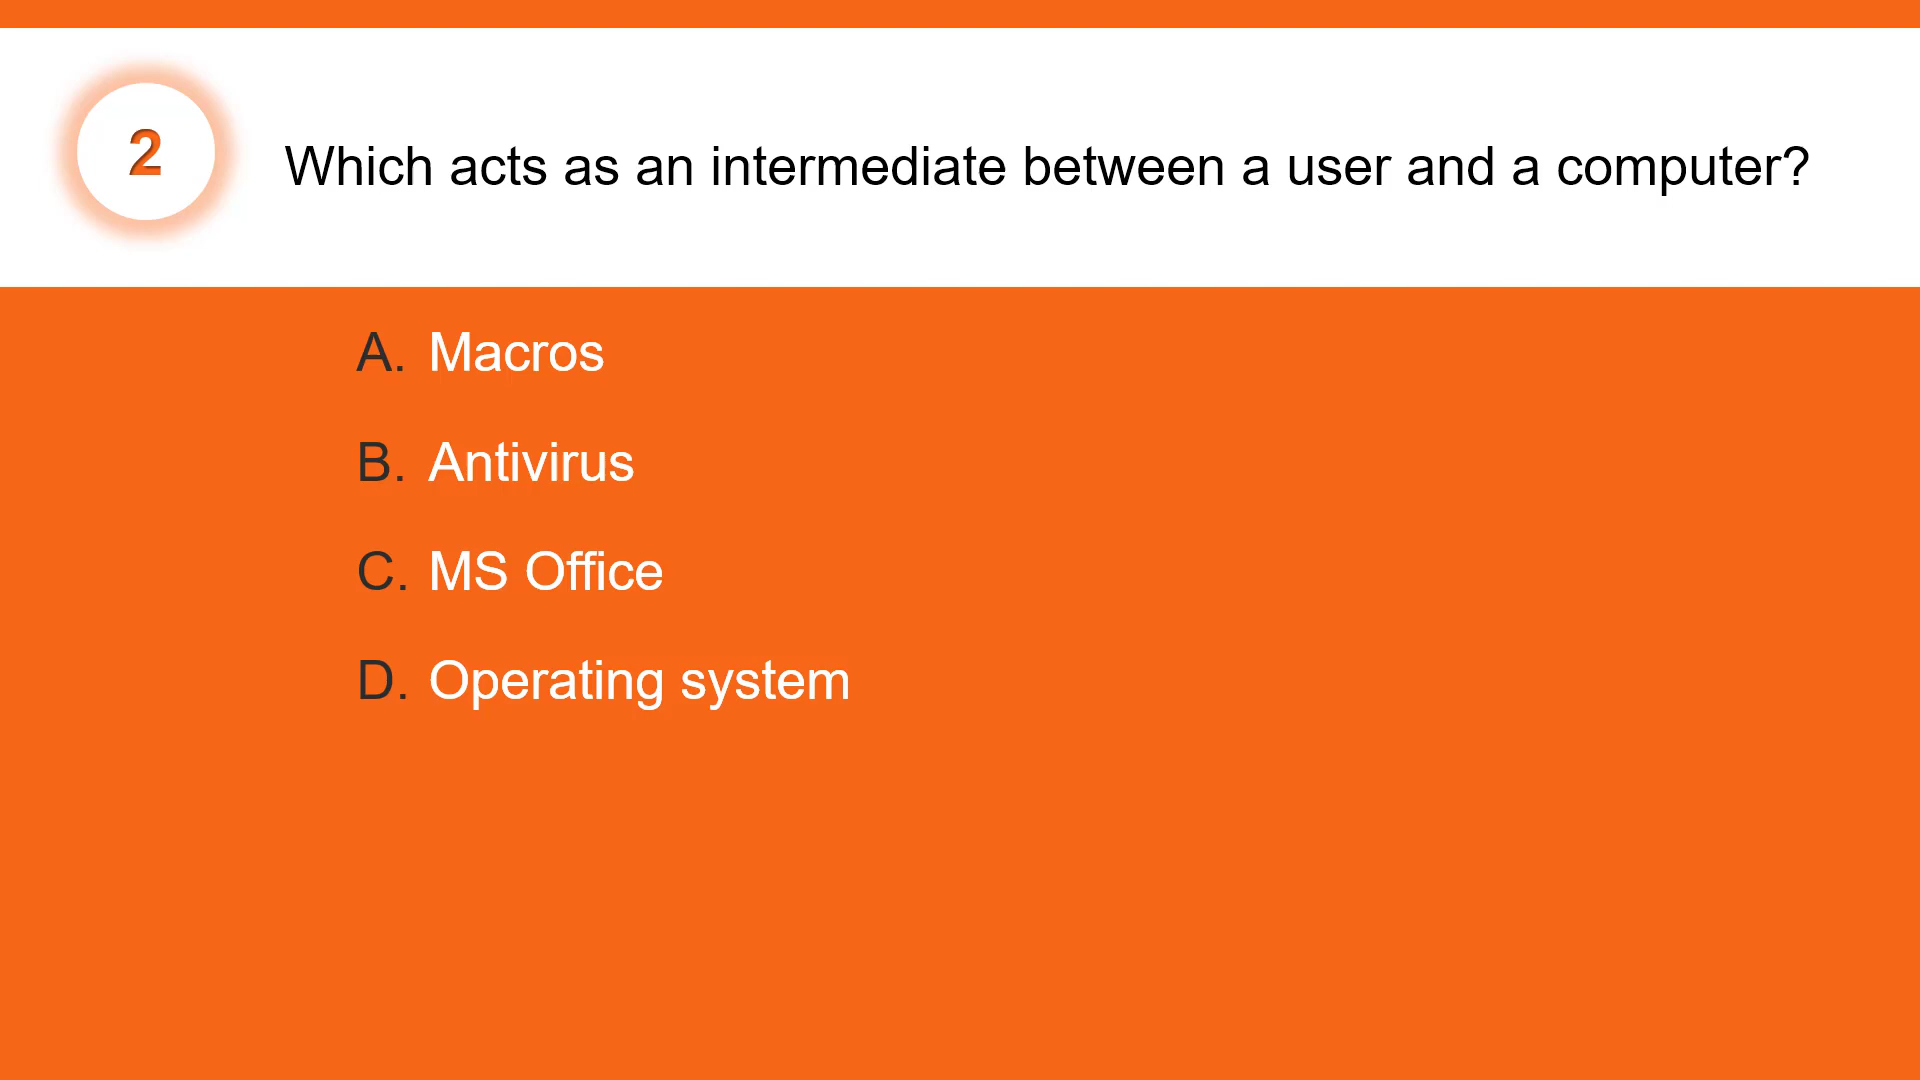 2
Which acts as an intermediate between a user and a computer?
A. Macros
B. Antivirus
C. MS Office
D. Operating system